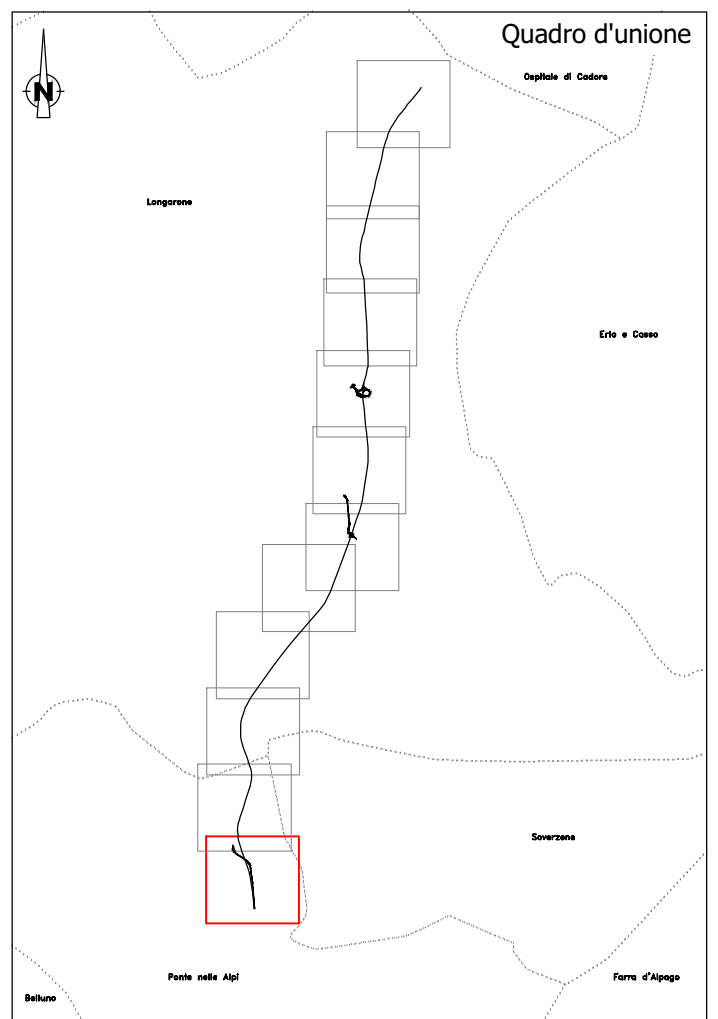 Quadro d'unione
N
Ospitale di Cadore
Longarone
Erto e Casso
Soverzene
Ponte nelle Alpi
Farra d'Alpago
Belluno